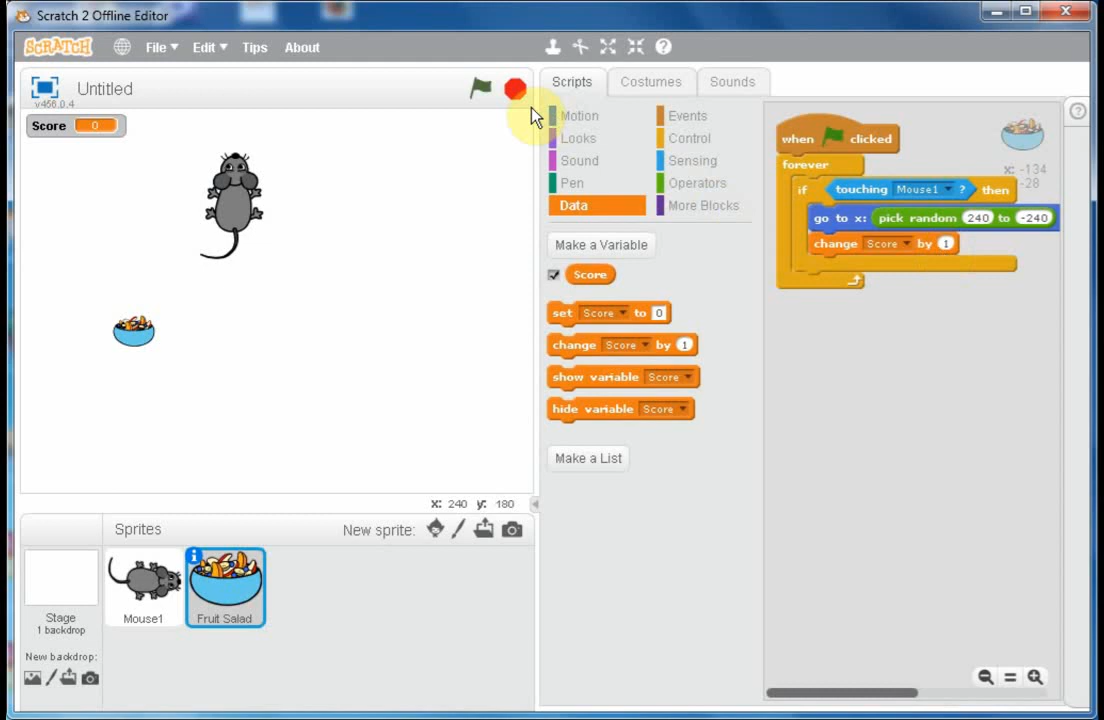 Scratch 2 Offline Editor
SCRATCH File Edit Tips About
v456.0.4 Untitled
Score 0
x: 240 y: 180
Sprites New sprite:
Stage
1 backdrop
New backdrop:
Mouse1
Fruit Salad
Scripts Costumes Sounds
Motion Events
Looks Control
Sound Sensing
Pen Operators
Data More Blocks
Make a Variable
Score
set Score to 0
change Score by 1
show variable Score
hide variable Score
Make a List
when clicked
forever
if touching Mouse1 ? then
go to x: pick random 240 to -240
change Score by 1
x: -134
-28